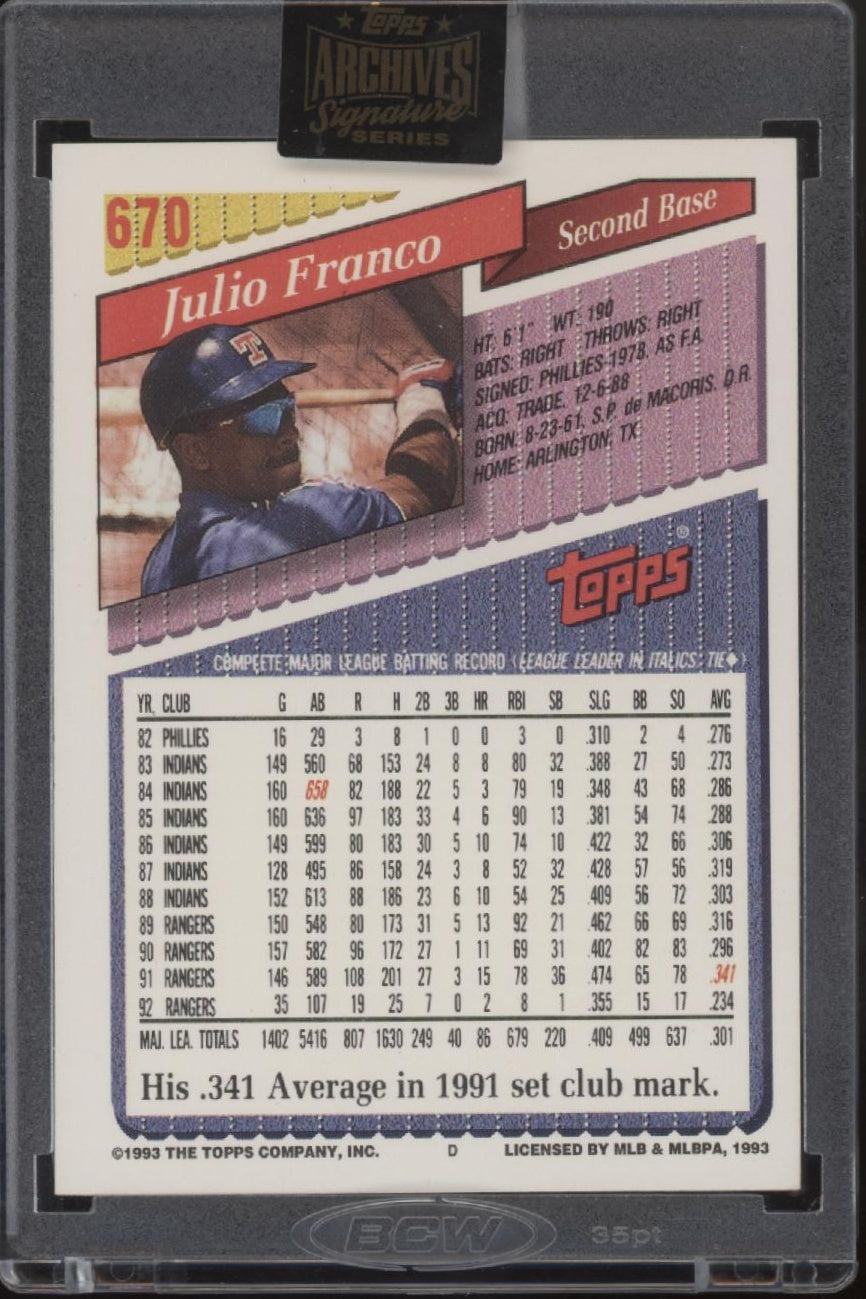 ★ Topps ★
ARCHIVES
Signature
SERIES
670
Julio Franco
Second Base
T
HT: 6'1" WT: 190
BATS: RIGHT THROWS: RIGHT
SIGNED: PHILLIES-1978, AS F.A.
ACQ: TRADE, 12-6-88
BORN: 8-23-61, S.P. de MACORIS, D.R.
HOME: ARLINGTON, TX
Topps®
COMPLETE MAJOR LEAGUE BATTING RECORD (LEAGUE LEADER IN ITALICS, TIE◆)
YR. CLUB G AB R H 2B 3B HR RBI SB SLG BB SO AVG
82 PHILLIES 16 29 3 8 1 0 0 3 0 .310 2 4 .276
83 INDIANS 149 560 68 153 24 8 8 80 32 .388 27 50 .273
84 INDIANS 160 658 82 188 22 5 3 79 19 .348 43 68 .286
85 INDIANS 160 636 97 183 33 4 6 90 13 .381 54 74 .288
86 INDIANS 149 599 80 183 30 5 10 74 10 .422 32 66 .306
87 INDIANS 128 495 86 158 24 3 8 52 32 .428 57 56 .319
88 INDIANS 152 613 88 186 23 6 10 54 25 .409 56 72 .303
89 RANGERS 150 548 80 173 31 5 13 92 21 .462 66 69 .316
90 RANGERS 157 582 96 172 27 1 11 69 31 .402 82 83 .296
91 RANGERS 146 589 108 201 27 3 15 78 36 .474 65 78 .341
92 RANGERS 35 107 19 25 7 0 2 8 1 .355 15 17 .234
MAJ. LEA. TOTALS 1402 5416 807 1630 249 40 86 679 220 .409 499 637 .301
His .341 Average in 1991 set club mark.
©1993 THE TOPPS COMPANY, INC. D LICENSED BY MLB & MLBPA, 1993
BCW 35pt